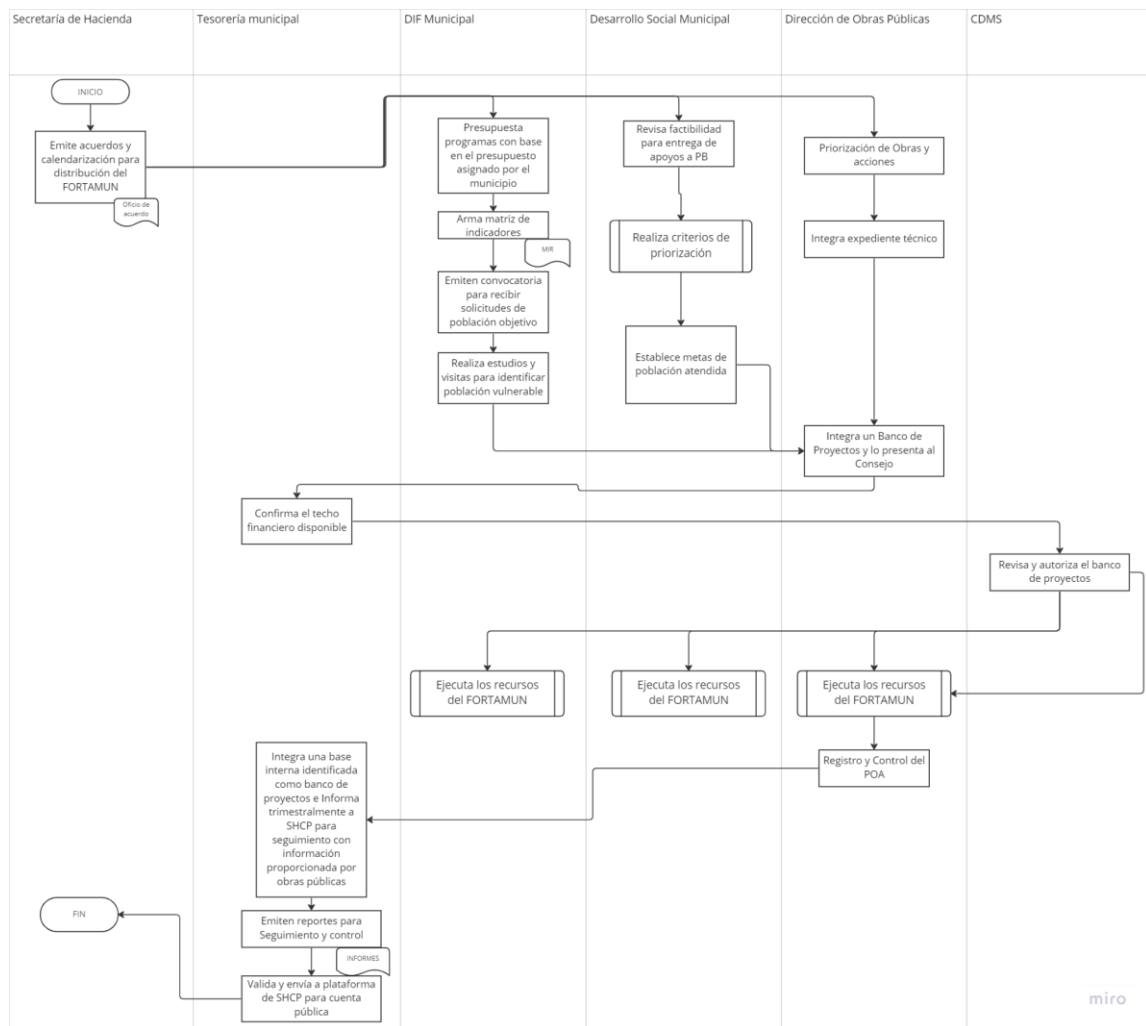 Secretaría de Hacienda
Tesorería municipal
DIF Municipal
Desarrollo Social Municipal
Dirección de Obras Públicas
CDMS
INICIO
Emite acuerdos y
calendarización para
distribución del
FORTAMUN
Oficio de
acuerdo
Presupuesta
programas con base
en el presupuesto
asignado por el
municipio
Arma matriz de
indicadores
MIR
Emiten convocatoria
para recibir
solicitudes de
población objetivo
Realiza estudios y
visitas para identificar
población vulnerable
Revisa factibilidad
para entrega de
apoyos a PB
Realiza criterios de
priorización
Establece metas de
población atendida
Priorización de Obras y
acciones
Integra expediente técnico
Integra un Banco de
Proyectos y lo presenta al
Consejo
Confirma el techo
financiero disponible
Revisa y autoriza el banco
de proyectos
Ejecuta los recursos
del FORTAMUN
Ejecuta los recursos
del FORTAMUN
Ejecuta los recursos
del FORTAMUN
Registro y Control del
POA
Integra una base
interna identificada
como banco de
proyectos e Informa
trimestralmente a
SHCP para
seguimiento con
información
proporcionada por
obras públicas
Emiten reportes para
Seguimiento y control
INFORMES
Valida y envía a plataforma
de SHCP para cuenta
pública
FIN
miro